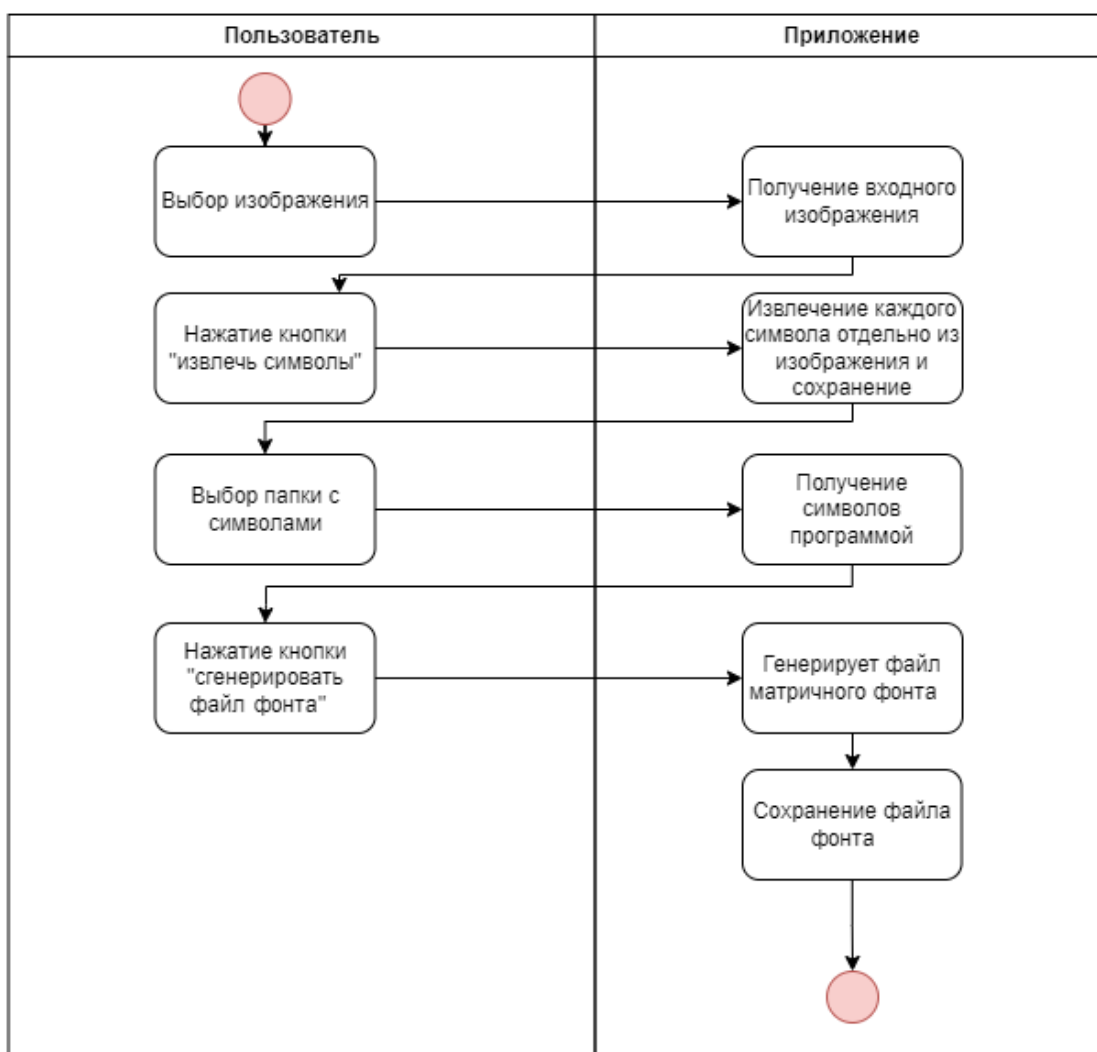 Пользователь
Приложение
Выбор изображения
Получение входного
изображения
Нажатие кнопки
"извлечь символы"
Извлечение каждого
символа отдельно из
изображения и
сохранение
Выбор папки с
символами
Получение
символов
программой
Нажатие кнопки
"сгенерировать
файл фонта"
Генерирует файл
матричного фонта
Сохранение файла
фонта